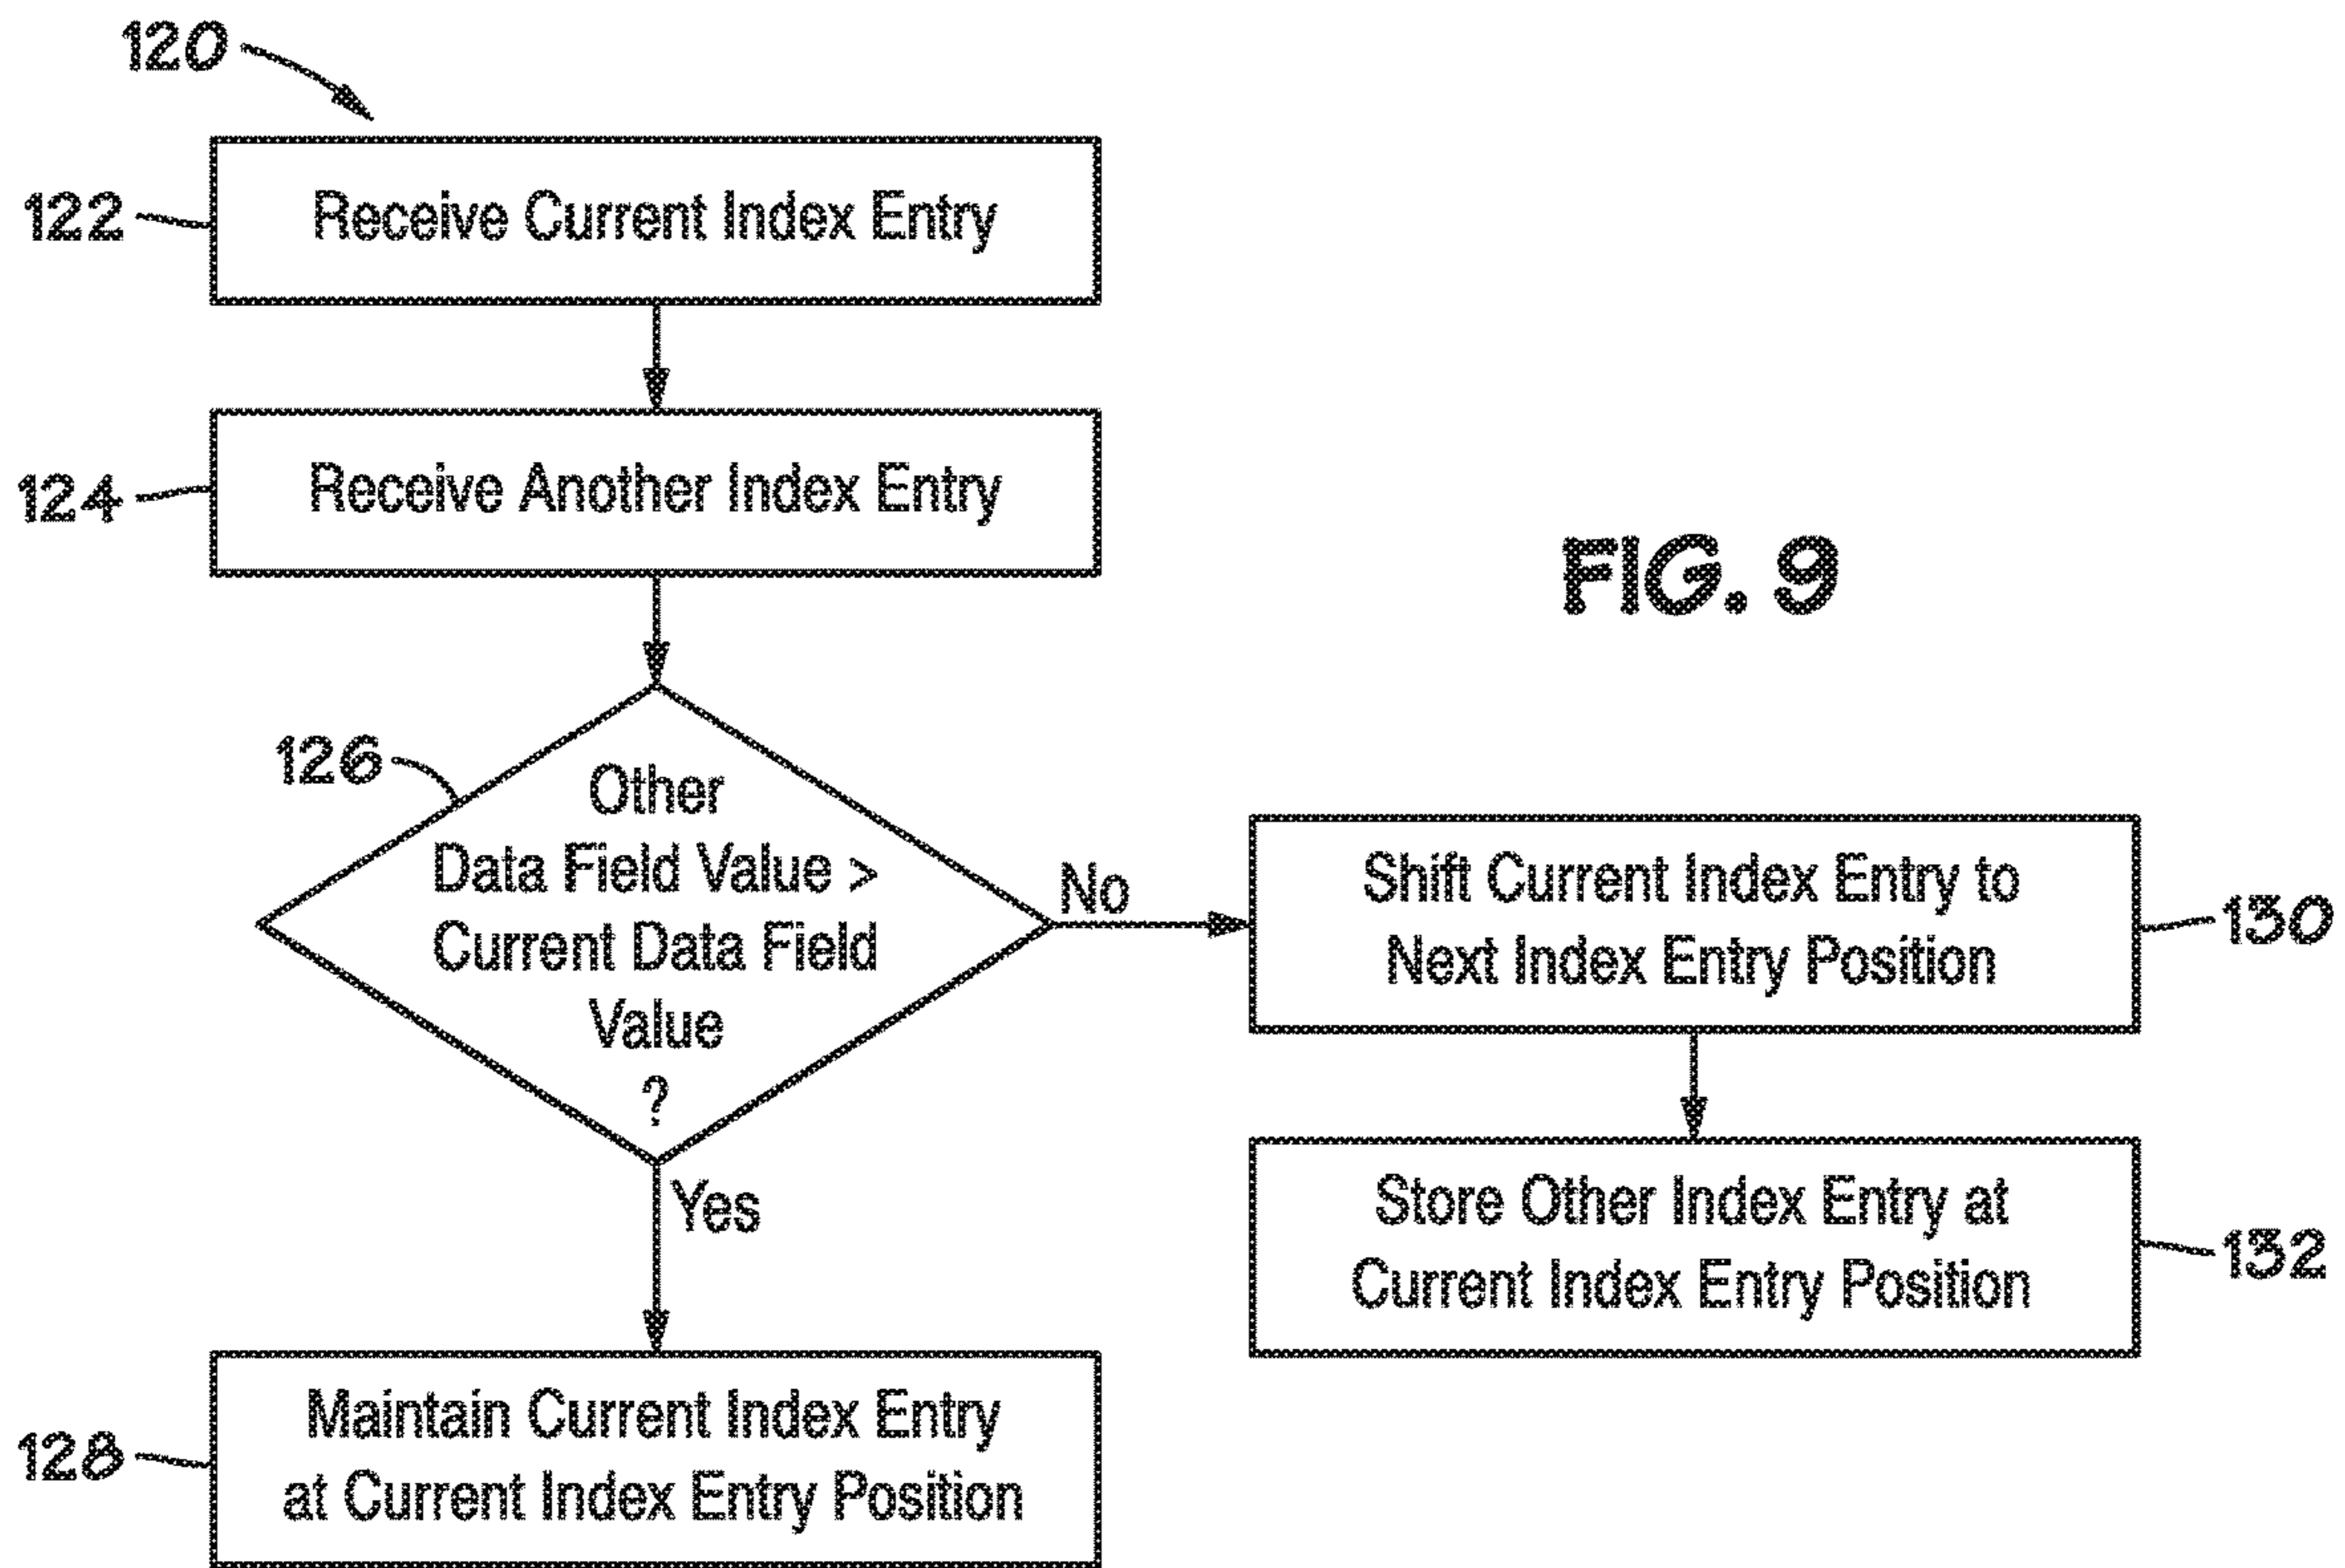 120
122
Receive Current Index Entry
124
Receive Another Index Entry
FIG. 9
126
Other
Data Field Value >
Current Data Field
Value
?
No
Yes
Shift Current Index Entry to
Next Index Entry Position
130
Store Other Index Entry at
Current Index Entry Position
132
128
Maintain Current Index Entry
at Current Index Entry Position